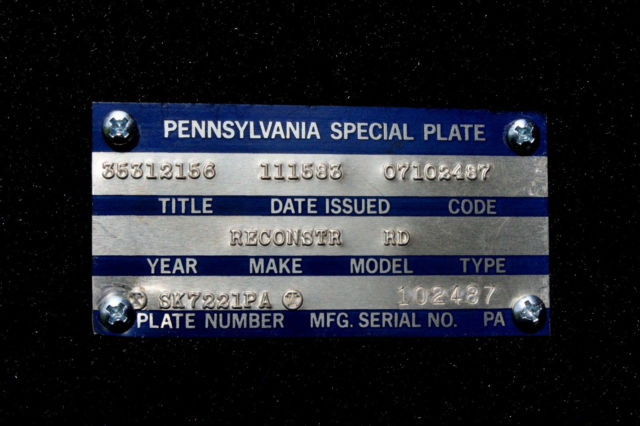 PENNSYLVANIA SPECIAL PLATE
35312156 111583 07102487
TITLE DATE ISSUED CODE
RECONSTR RD
YEAR MAKE MODEL TYPE
SK7221PA 102487
PLATE NUMBER MFG. SERIAL NO. PA